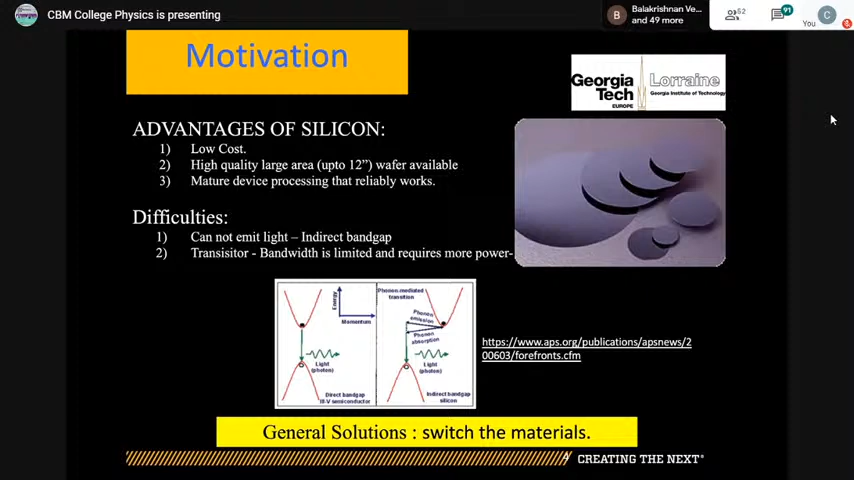 CBM College Physics is presenting
B
Balakrishnan Ve...
and 49 more
52
91
You
C
Motivation
Georgia Tech
EUROPE
Lorraine
Georgia Institute of Technology
ADVANTAGES OF SILICON:
1) Low Cost.
2) High quality large area (upto 12”) wafer available
3) Mature device processing that reliably works.
Difficulties:
1) Can not emit light – Indirect bandgap
2) Transisitor - Bandwidth is limited and requires more power-
Energy
Momentum
Light
(photon)
Direct bandgap
III-V semiconductor
Phonon-mediated
transition
Phonon
emission
Phonon
absorption
Light
(photon)
Indirect bandgap
silicon
https://www.aps.org/publications/apsnews/2
00603/forefronts.cfm
General Solutions : switch the materials.
4
CREATING THE NEXT®